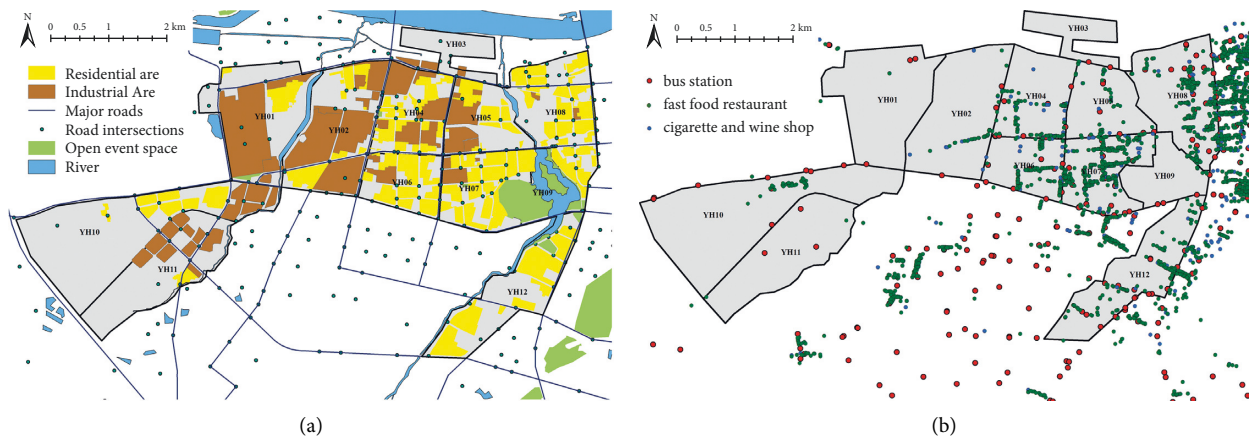 (a)
N
0 0.5 1 2 km
Residential are
Industrial Are
Major roads
Road intersections
Open event space
River
YH03
YH01
YH02
YH04
YH05
YH08
YH06
YH07
YH09
YH10
YH11
YH12
(a)
(b)
N
0 0.5 1 2 km
bus station
fast food restaurant
cigarette and wine shop
YH03
YH01
YH02
YH04
YH05
YH08
YH06
YH07
YH09
YH10
YH11
YH12
(b)